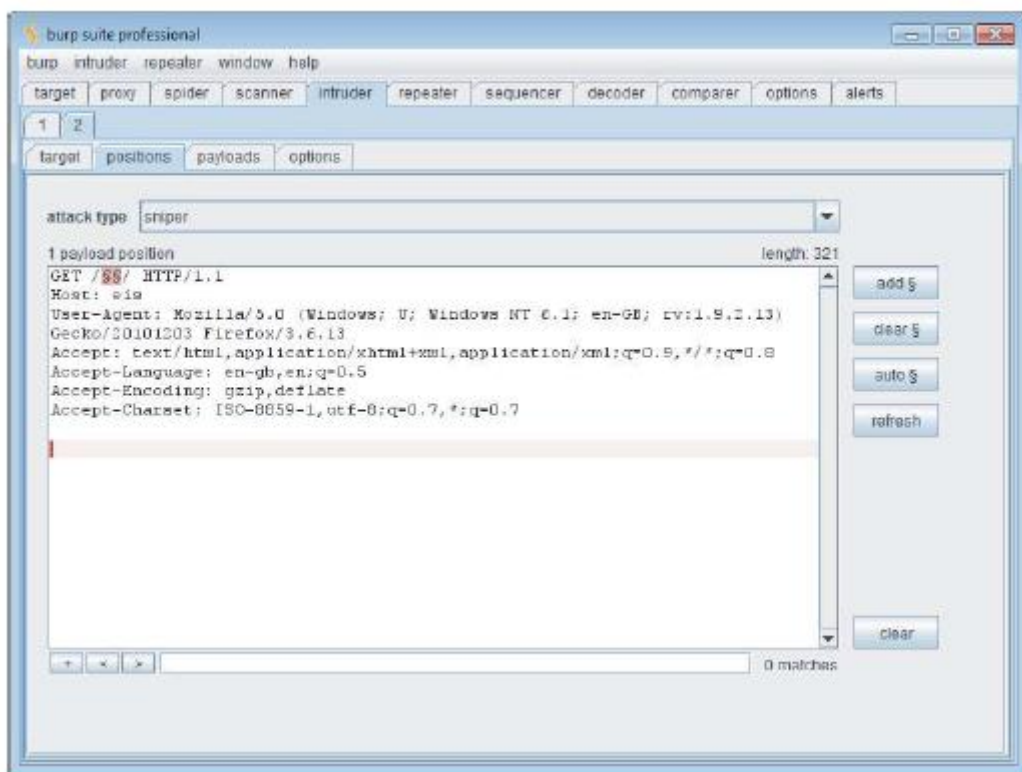 burp suite professional
burp intruder repeater window help
target proxy spider scanner intruder repeater sequencer decoder comparer options alerts
1 2
target positions payloads options
attack type sniper
1 payload position length: 321
GET /§§/ HTTP/1.1
Host: eis
User-Agent: Mozilla/5.0 (Windows; U; Windows NT 6.1; en-GB; rv:1.9.2.13)
Gecko/20101203 Firefox/3.6.13
Accept: text/html,application/xhtml+xml,application/xml;q=0.9,*/*;q=0.8
Accept-Language: en-gb,en;q=0.5
Accept-Encoding: gzip,deflate
Accept-Charset: ISO-8859-1,utf-8;q=0.7,*;q=0.7
add §
clear §
auto §
refresh
clear
+ < > 0 matches